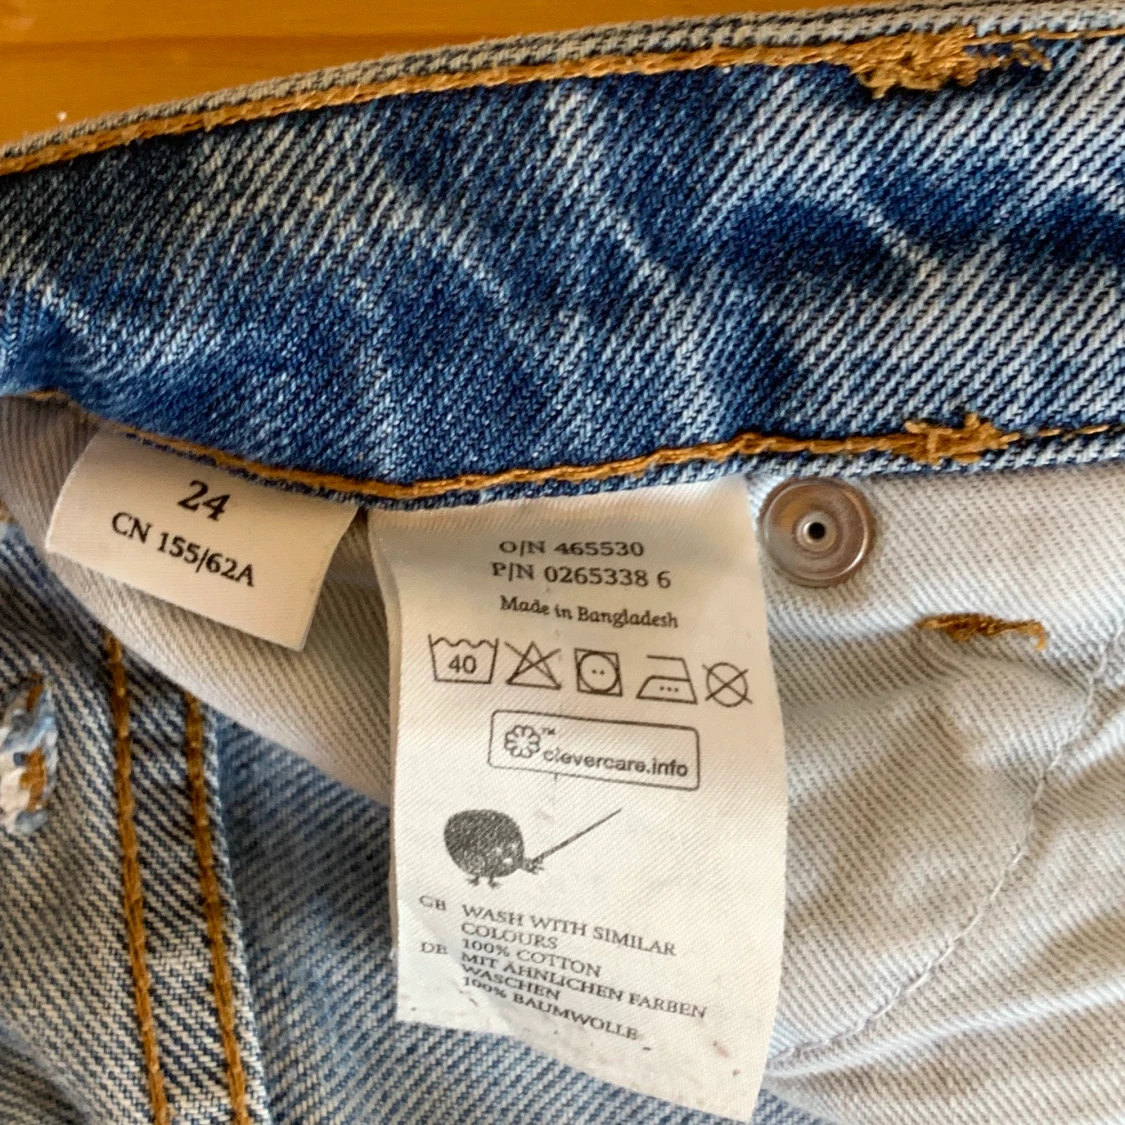 24
CN 155/62A
O/N 465530
P/N 0265338 6
Made in Bangladesh
40
™
clevercare.info
GB WASH WITH SIMILAR
COLOURS
100% COTTON
DE MIT ÄHNLICHEN FARBEN
WASCHEN
100% BAUMWOLLE